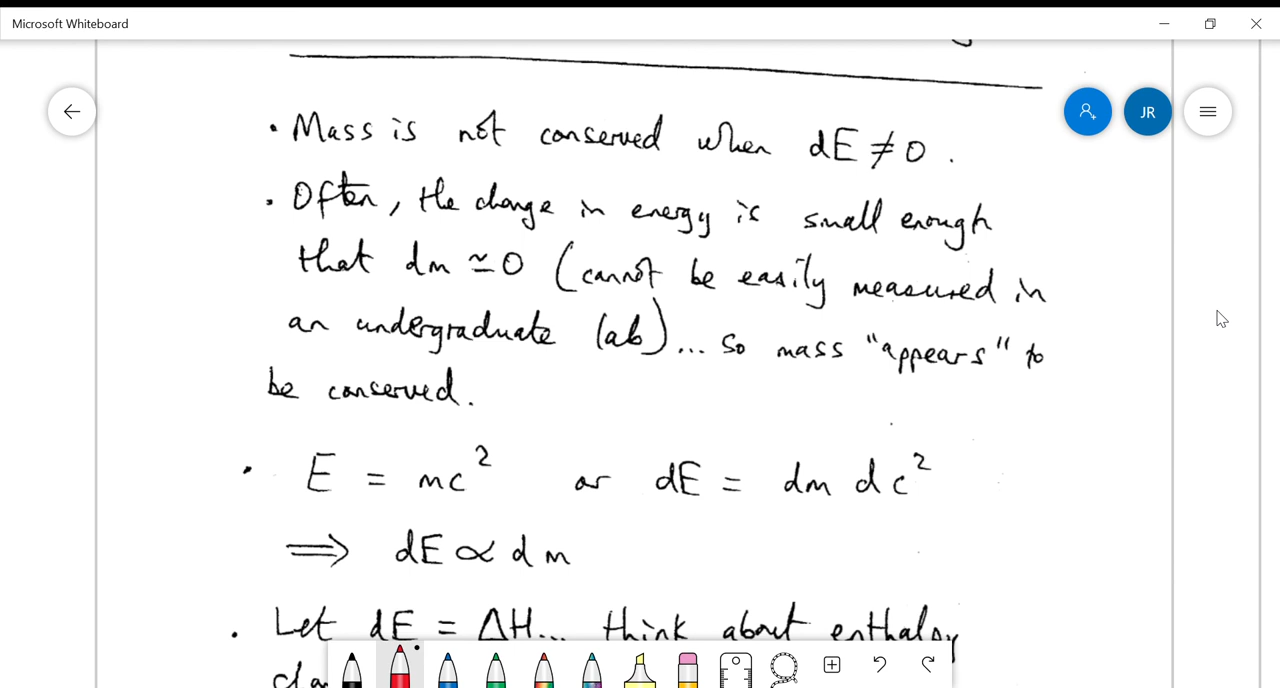 Microsoft Whiteboard
JR
• Mass is not conserved when dE ≠ 0.
• Often, the change in energy is small enough
that dm ≃ 0 (cannot be easily measured in
an undergraduate lab)... so mass "appears" to
be conserved.
• E = mc² or dE = dm dc²
⟹ dE ∝ dm
• Let dE = ΔH... think about enthalpy